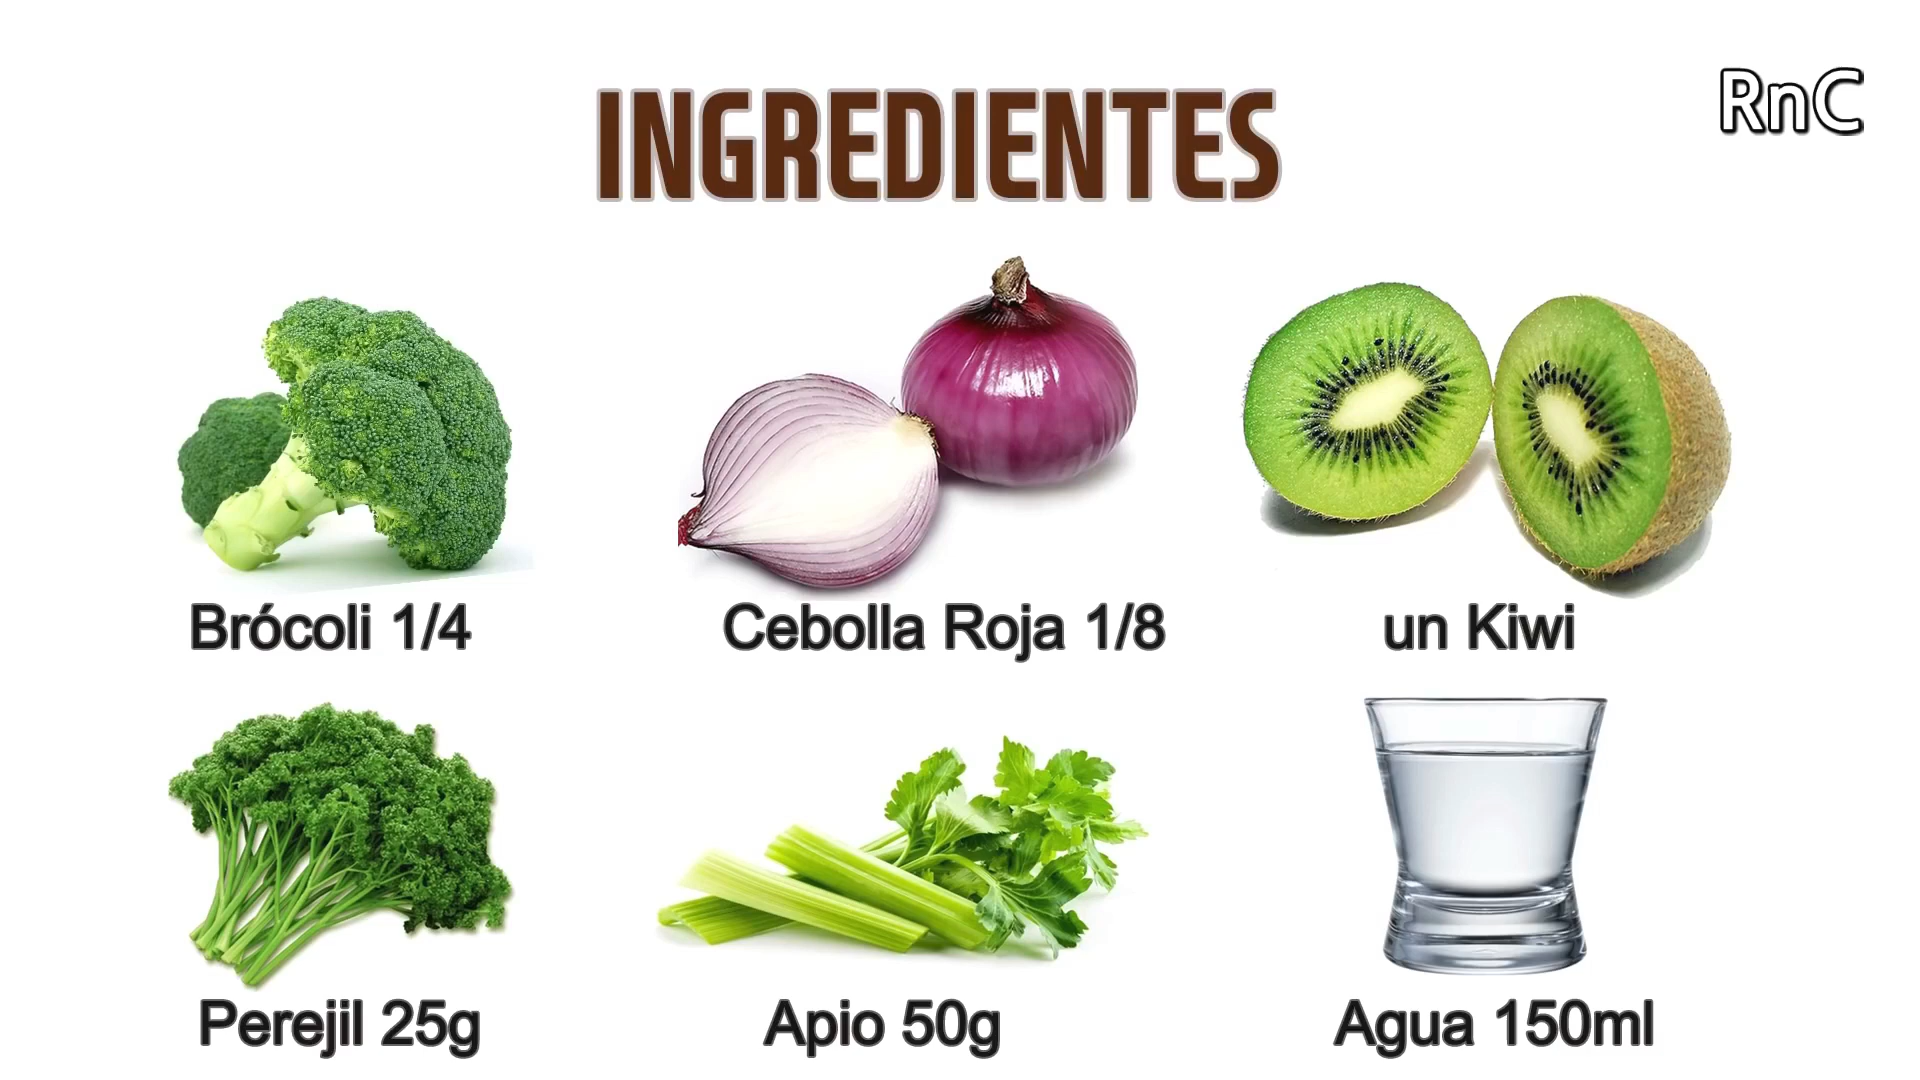 RnC
INGREDIENTES
Brócoli 1/4
Cebolla Roja 1/8
un Kiwi
Perejil 25g
Apio 50g
Agua 150ml